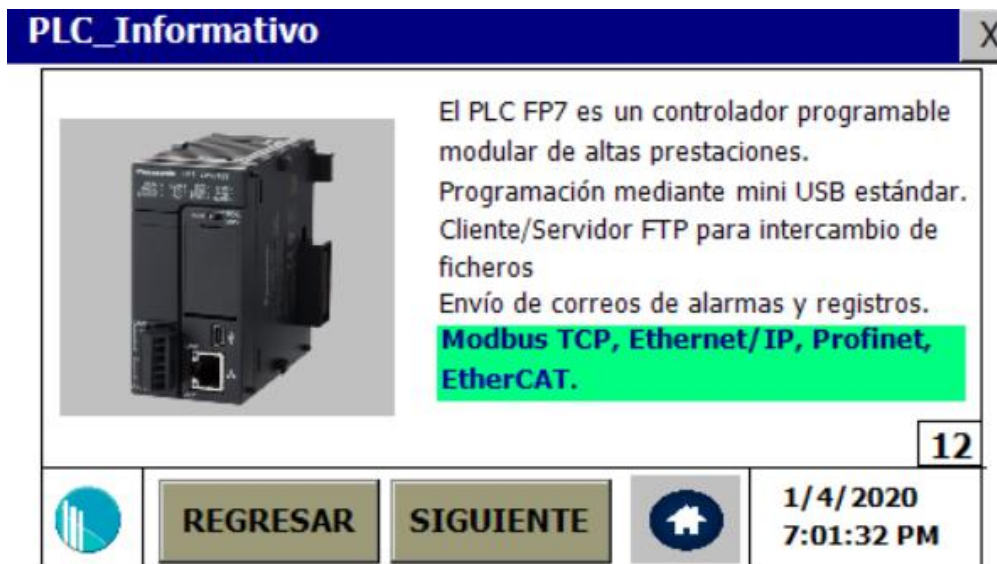 PLC_Informativo
X
El PLC FP7 es un controlador programable
modular de altas prestaciones.
Programación mediante mini USB estándar.
Cliente/Servidor FTP para intercambio de
ficheros
Envío de correos de alarmas y registros.
Modbus TCP, Ethernet/IP, Profinet,
EtherCAT.
12
REGRESAR
SIGUIENTE
1/4/2020
7:01:32 PM